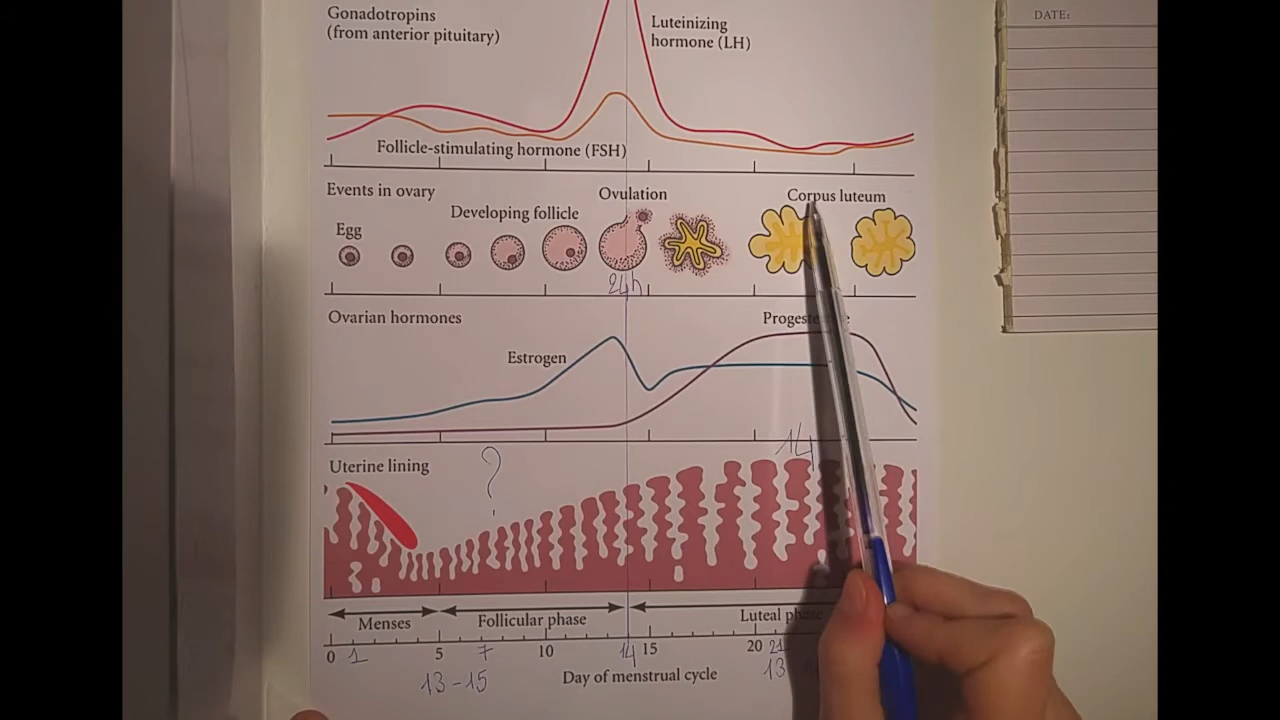 DATE:
Gonadotropins
(from anterior pituitary)
Luteinizing
hormone (LH)
Follicle-stimulating hormone (FSH)
Events in ovary
Ovulation
Corpus luteum
Developing follicle
Egg
24h
Ovarian hormones
Estrogen
14
Uterine lining
?
Menses
Follicular phase
Luteal
0 1 5 7 10 14 15 20 21
13-15
Day of menstrual cycle
13